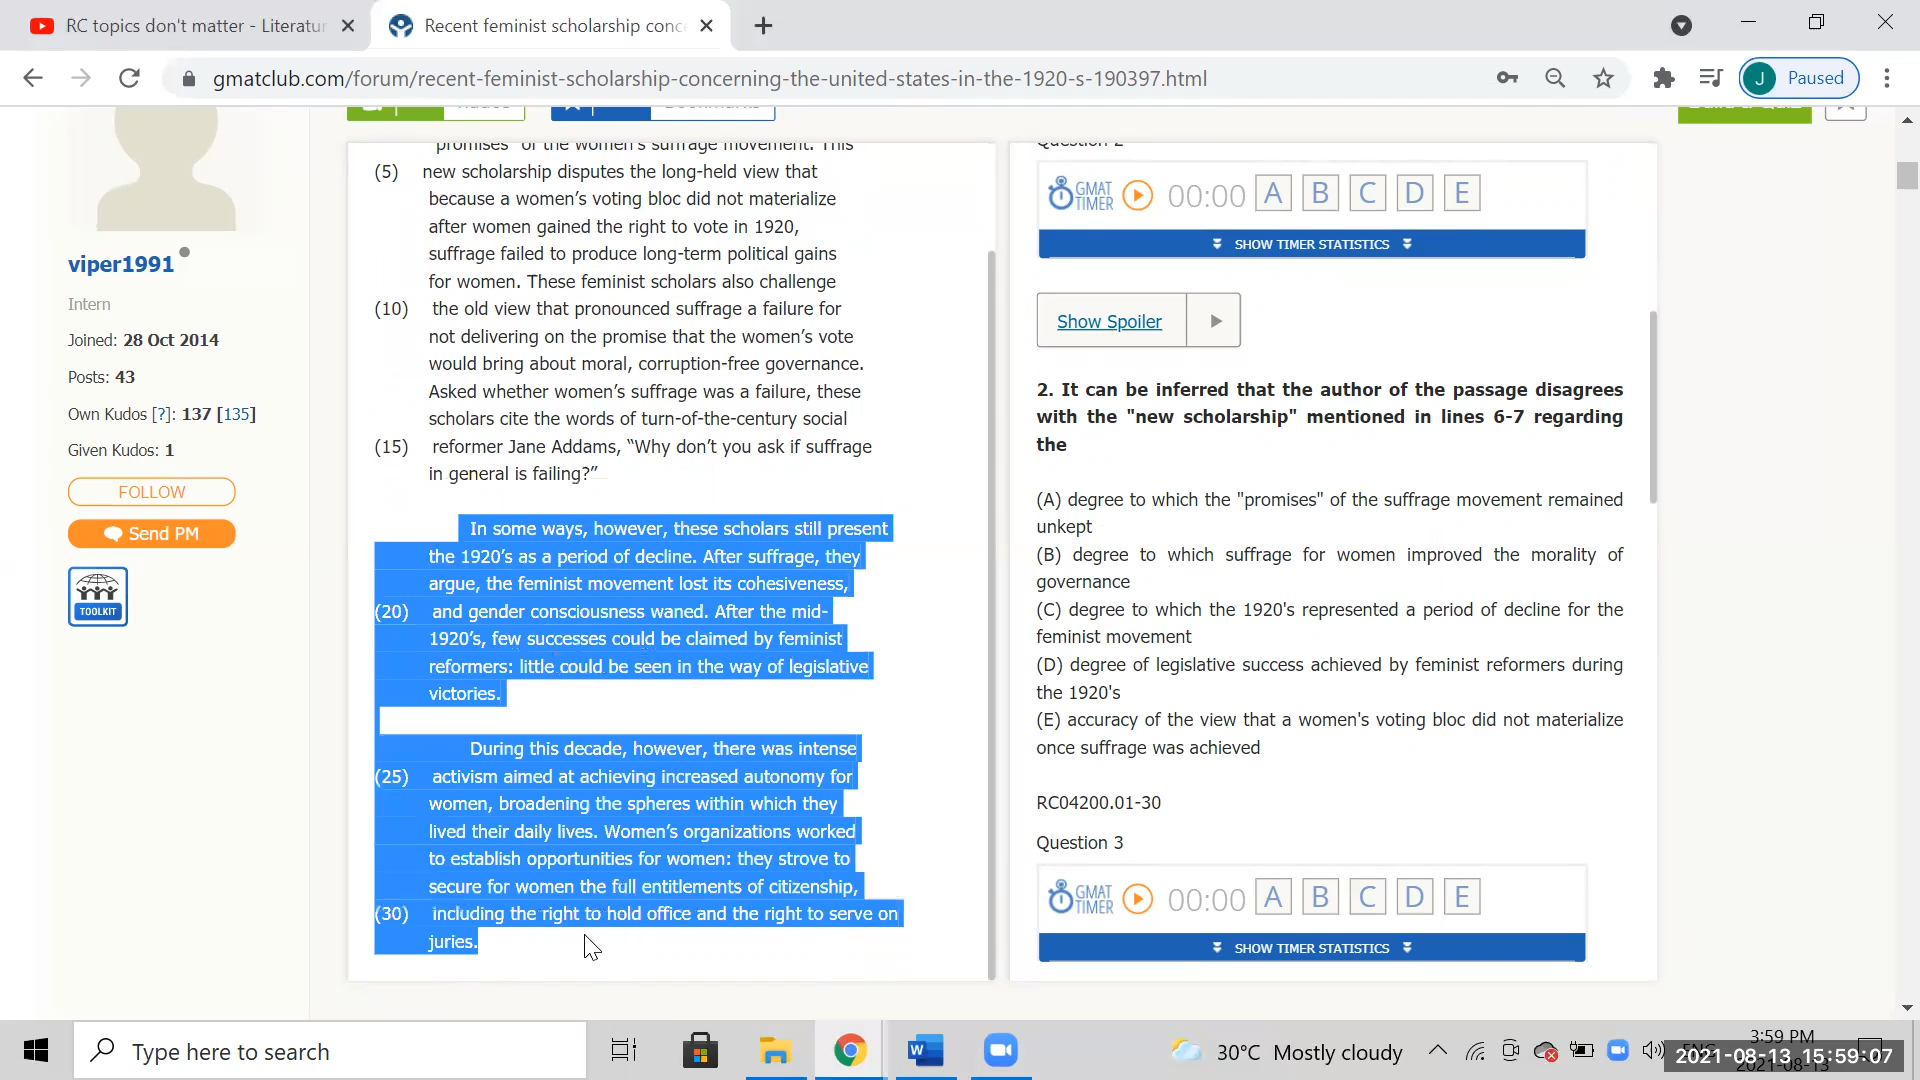 RC topics don't matter - Literatur
Recent feminist scholarship conc
gmatclub.com/forum/recent-feminist-scholarship-concerning-the-united-states-in-the-1920-s-190397.html
J Paused
viper1991
Intern
Joined: 28 Oct 2014
Posts: 43
Own Kudos [?]: 137 [135]
Given Kudos: 1
FOLLOW
Send PM
TOOLKIT
promises" of the women's suffrage movement. This
(5) new scholarship disputes the long-held view that
because a women's voting bloc did not materialize
after women gained the right to vote in 1920,
suffrage failed to produce long-term political gains
for women. These feminist scholars also challenge
(10) the old view that pronounced suffrage a failure for
not delivering on the promise that the women's vote
would bring about moral, corruption-free governance.
Asked whether women's suffrage was a failure, these
scholars cite the words of turn-of-the-century social
(15) reformer Jane Addams, "Why don't you ask if suffrage
in general is failing?"
In some ways, however, these scholars still present
the 1920's as a period of decline. After suffrage, they
argue, the feminist movement lost its cohesiveness,
(20) and gender consciousness waned. After the mid-
1920's, few successes could be claimed by feminist
reformers: little could be seen in the way of legislative
victories.
During this decade, however, there was intense
(25) activism aimed at achieving increased autonomy for
women, broadening the spheres within which they
lived their daily lives. Women's organizations worked
to establish opportunities for women: they strove to
secure for women the full entitlements of citizenship,
(30) including the right to hold office and the right to serve on
juries.
Question 2
GMAT TIMER 00:00 A B C D E
SHOW TIMER STATISTICS
Show Spoiler
2. It can be inferred that the author of the passage disagrees
with the "new scholarship" mentioned in lines 6-7 regarding
the
(A) degree to which the "promises" of the suffrage movement remained
unkept
(B) degree to which suffrage for women improved the morality of
governance
(C) degree to which the 1920's represented a period of decline for the
feminist movement
(D) degree of legislative success achieved by feminist reformers during
the 1920's
(E) accuracy of the view that a women's voting bloc did not materialize
once suffrage was achieved
RC04200.01-30
Question 3
GMAT TIMER 00:00 A B C D E
SHOW TIMER STATISTICS
Type here to search
30°C Mostly cloudy
3:59 PM
2021-08-13 15:59:07